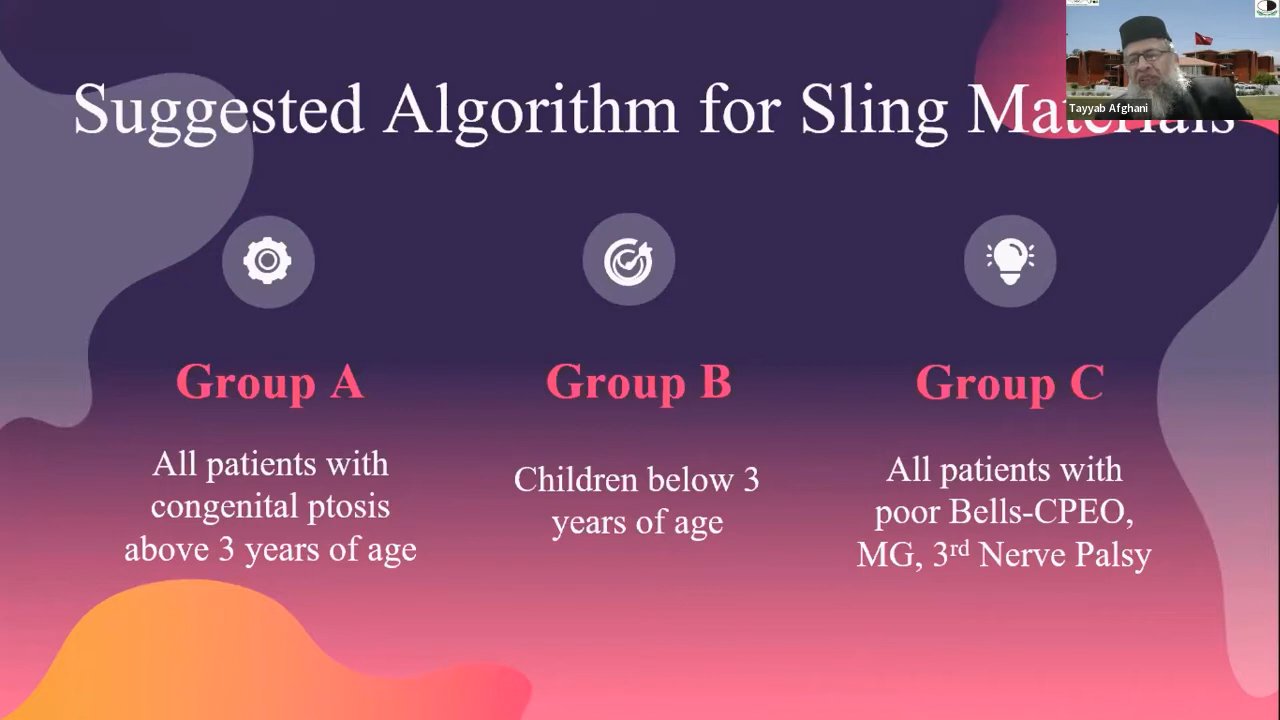 Suggested Algorithm for Sling Materials
Tayyab Afghani
Group A
All patients with
congenital ptosis
above 3 years of age
Group B
Children below 3
years of age
Group C
All patients with
poor Bells-CPEO,
MG, 3rd Nerve Palsy